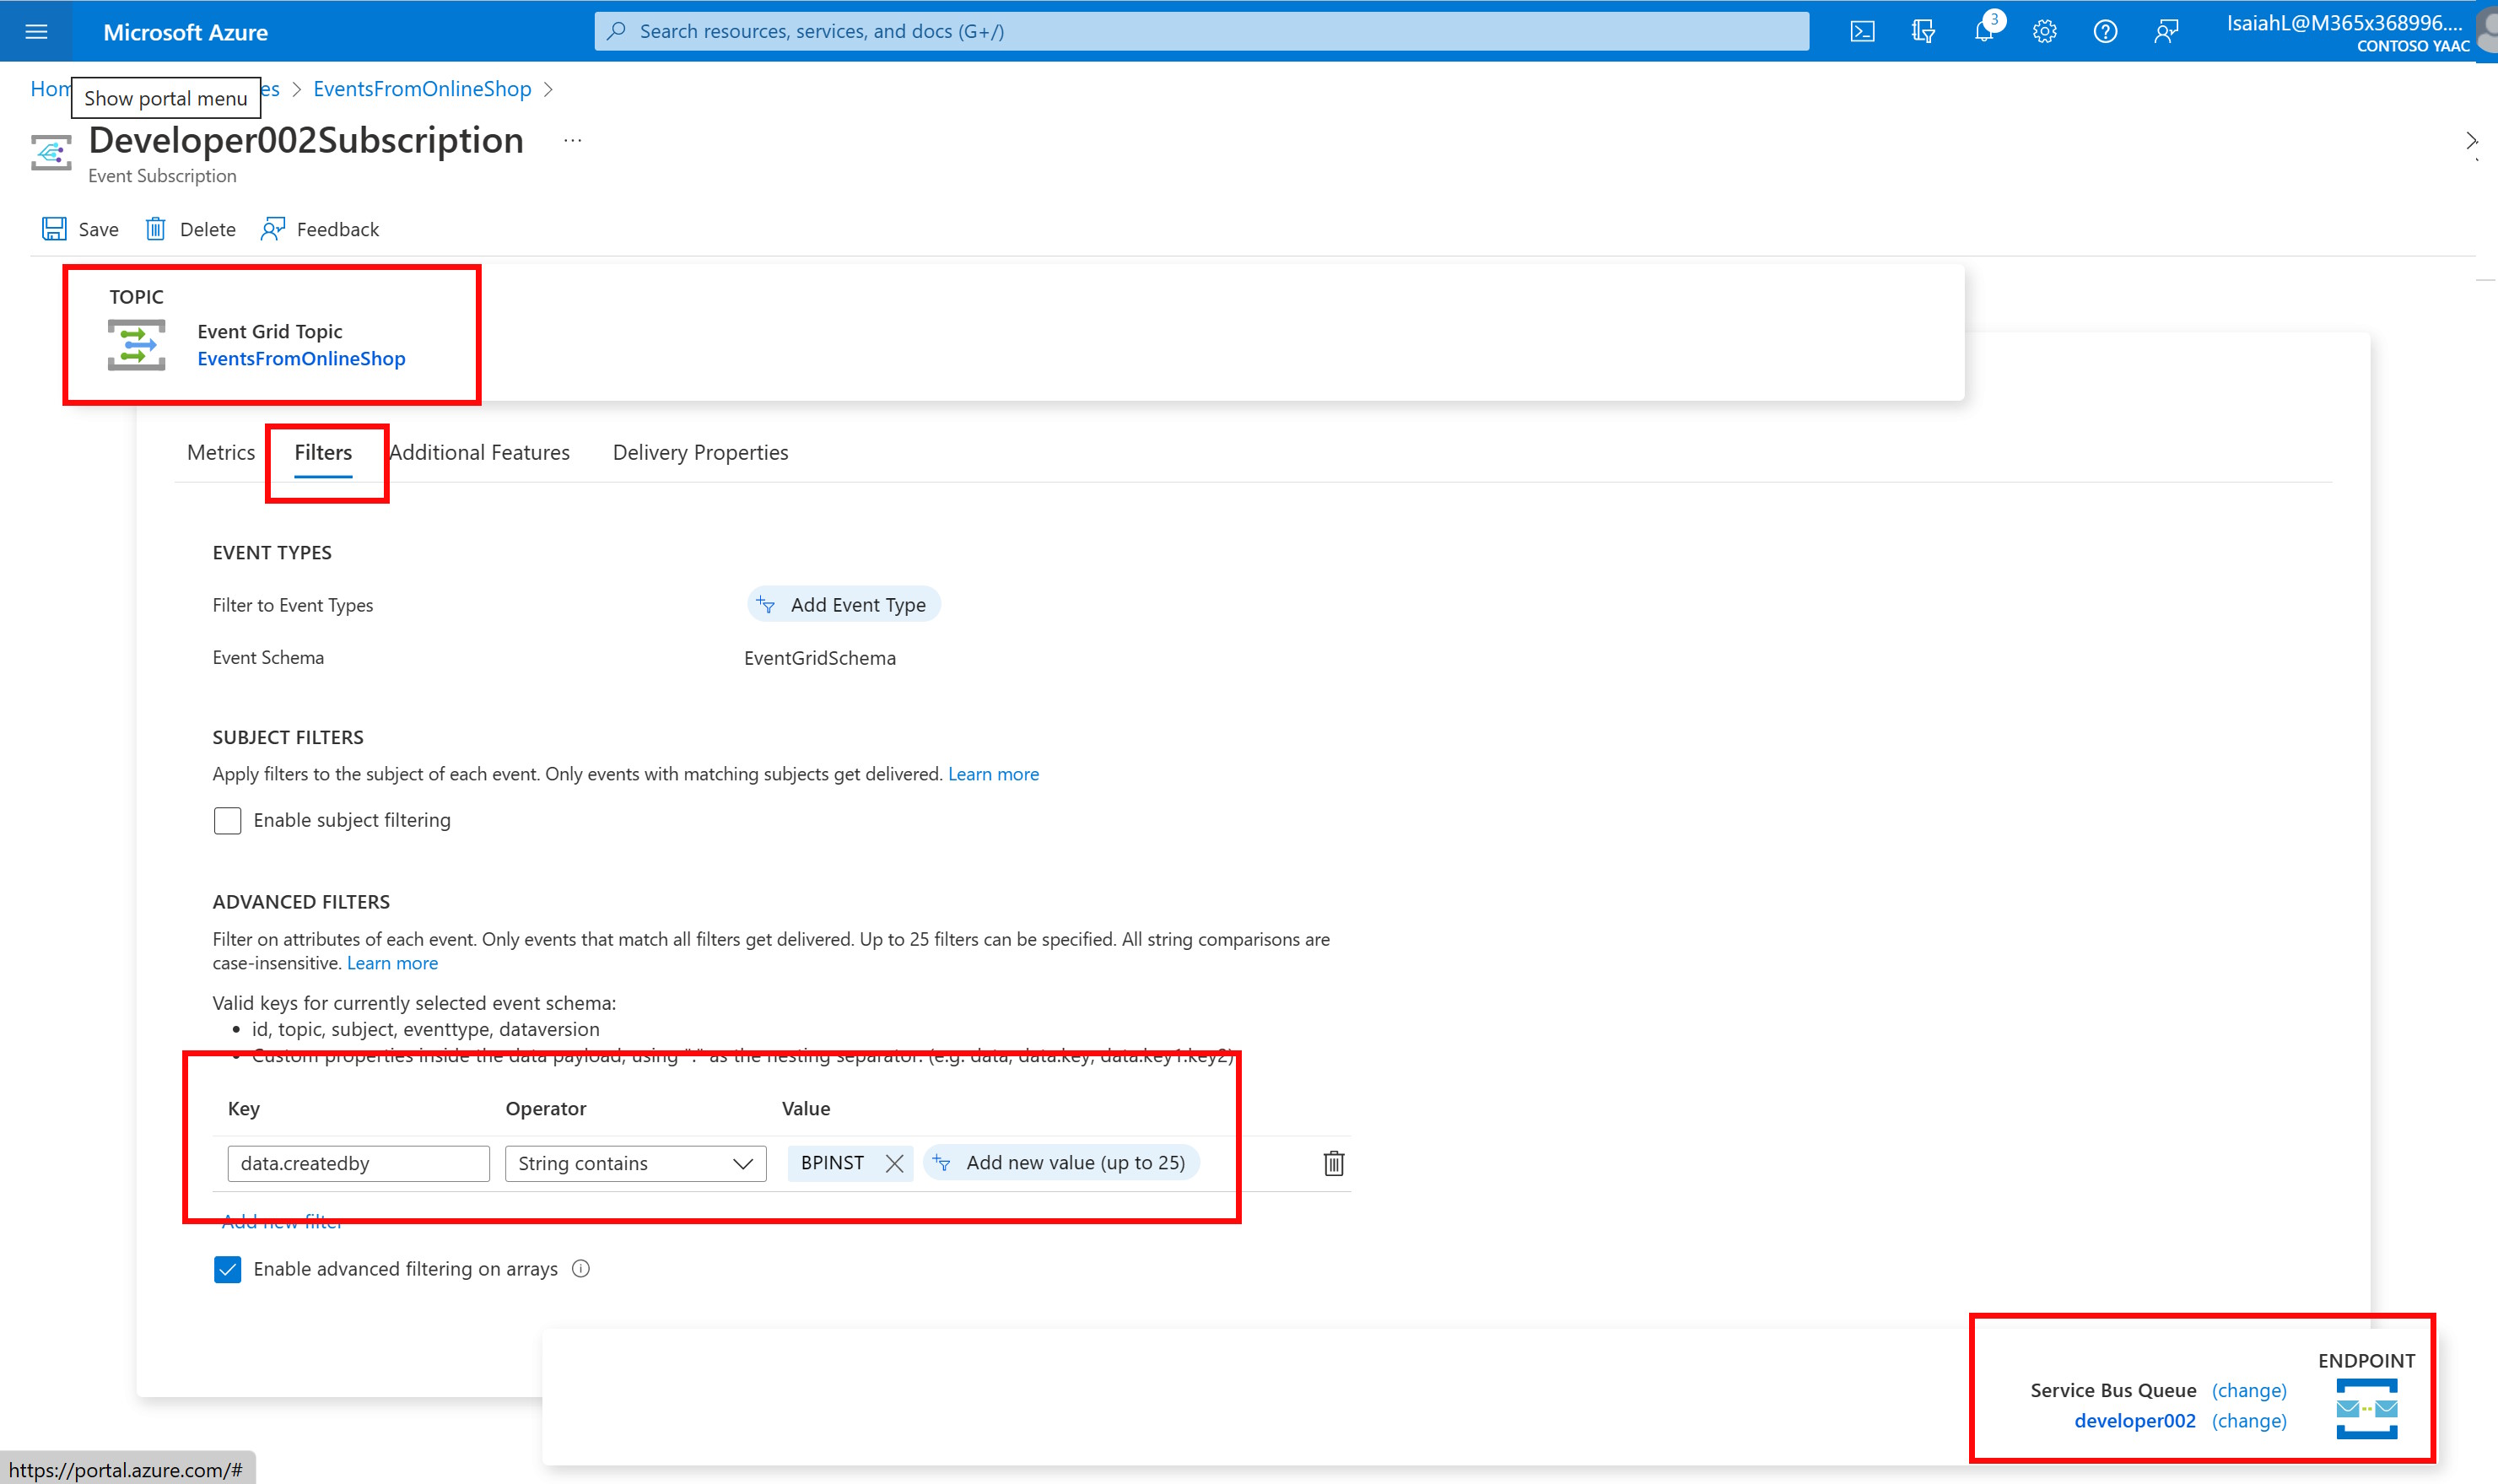 Microsoft Azure
Search resources, services, and docs (G+/)
3
IsaiahL@M365x368996....
CONTOSO YAAC
Hom
es > EventsFromOnlineShop >
Show portal menu
Developer002Subscription ...
Event Subscription
Save Delete Feedback
TOPIC
Event Grid Topic
EventsFromOnlineShop
Metrics Filters Additional Features Delivery Properties
EVENT TYPES
Filter to Event Types Add Event Type
Event Schema EventGridSchema
SUBJECT FILTERS
Apply filters to the subject of each event. Only events with matching subjects get delivered. Learn more
Enable subject filtering
ADVANCED FILTERS
Filter on attributes of each event. Only events that match all filters get delivered. Up to 25 filters can be specified. All string comparisons are
case-insensitive. Learn more
Valid keys for currently selected event schema:
• id, topic, subject, eventtype, dataversion
• Custom properties inside the data payload, using "." as the nesting separator. (e.g. data, data.key, data.key1.key2)
Key Operator Value
data.createdby String contains BPINST Add new value (up to 25)
Add new filter
Enable advanced filtering on arrays
ENDPOINT
Service Bus Queue (change)
developer002 (change)
https://portal.azure.com/#